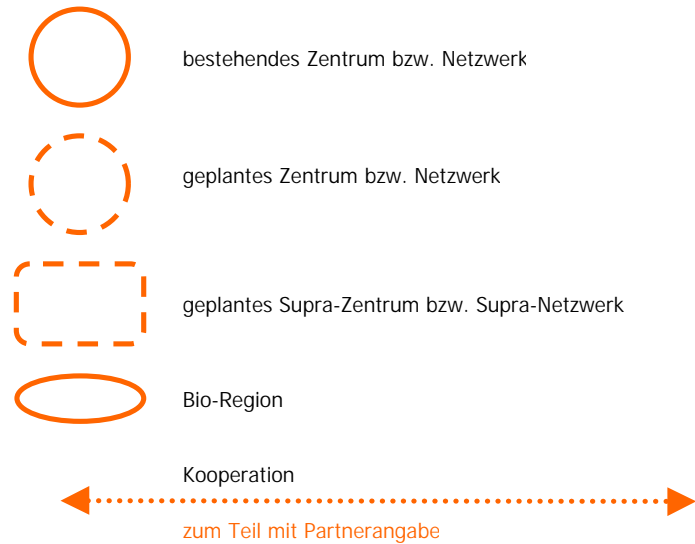 bestehendes Zentrum bzw. Netzwerk
geplantes Zentrum bzw. Netzwerk
geplantes Supra-Zentrum bzw. Supra-Netzwerk
Bio-Region
Kooperation
zum Teil mit Partnerangabe